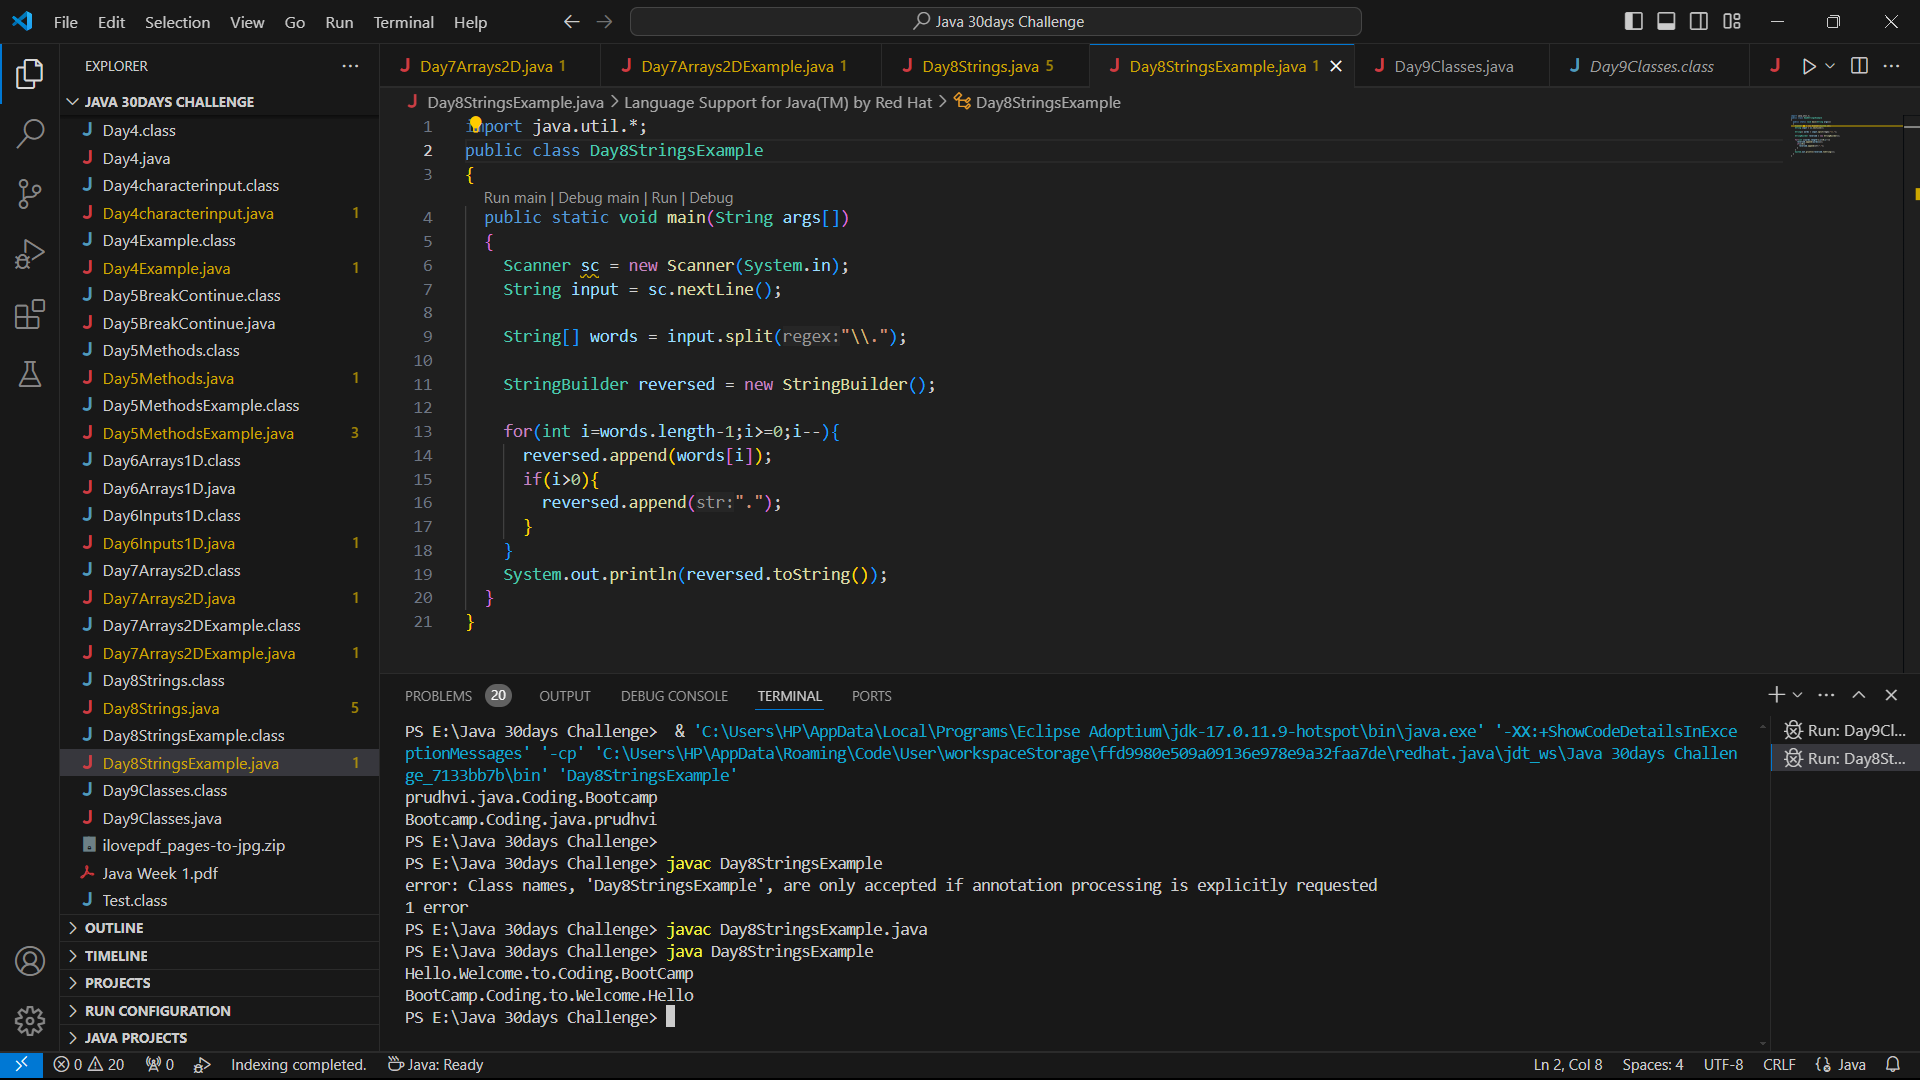 File Edit Selection View Go Run Terminal Help
Java 30days Challenge
EXPLORER
JAVA 30DAYS CHALLENGE
Day4.class
Day4.java
Day4characterinput.class
Day4characterinput.java 1
Day4Example.class
Day4Example.java 1
Day5BreakContinue.class
Day5BreakContinue.java
Day5Methods.class
Day5Methods.java 1
Day5MethodsExample.class
Day5MethodsExample.java 3
Day6Arrays1D.class
Day6Arrays1D.java
Day6Inputs1D.class
Day6Inputs1D.java 1
Day7Arrays2D.class
Day7Arrays2D.java 1
Day7Arrays2DExample.class
Day7Arrays2DExample.java 1
Day8Strings.class
Day8Strings.java 5
Day8StringsExample.class
Day8StringsExample.java 1
Day9Classes.class
Day9Classes.java
ilovepdf_pages-to-jpg.zip
Java Week 1.pdf
Test.class
OUTLINE
TIMELINE
PROJECTS
RUN CONFIGURATION
JAVA PROJECTS
Day7Arrays2D.java 1 Day7Arrays2DExample.java 1 Day8Strings.java 5 Day8StringsExample.java 1 Day9Classes.java Day9Classes.class
Day8StringsExample.java > Language Support for Java(TM) by Red Hat > Day8StringsExample
1 import java.util.*;
2 public class Day8StringsExample
3 {
Run main | Debug main | Run | Debug
4 public static void main(String args[])
5 {
6 Scanner sc = new Scanner(System.in);
7 String input = sc.nextLine();
8
9 String[] words = input.split(regex:"\\.");
10
11 StringBuilder reversed = new StringBuilder();
12
13 for(int i=words.length-1;i>=0;i--){
14 reversed.append(words[i]);
15 if(i>0){
16 reversed.append(str:".");
17 }
18 }
19 System.out.println(reversed.toString());
20 }
21 }
PROBLEMS 20 OUTPUT DEBUG CONSOLE TERMINAL PORTS
PS E:\Java 30days Challenge>  & 'C:\Users\HP\AppData\Local\Programs\Eclipse Adoptium\jdk-17.0.11.9-hotspot\bin\java.exe' '-XX:+ShowCodeDetailsInExce
ptionMessages' '-cp' 'C:\Users\HP\AppData\Roaming\Code\User\workspaceStorage\ffd9980e509a09136e978e9a32faa7de\redhat.java\jdt_ws\Java 30days Challen
ge_7133bb7b\bin' 'Day8StringsExample'
prudhvi.java.Coding.Bootcamp
Bootcamp.Coding.java.prudhvi
PS E:\Java 30days Challenge>
PS E:\Java 30days Challenge> javac Day8StringsExample
error: Class names, 'Day8StringsExample', are only accepted if annotation processing is explicitly requested
1 error
PS E:\Java 30days Challenge> javac Day8StringsExample.java
PS E:\Java 30days Challenge> java Day8StringsExample
Hello.Welcome.to.Coding.BootCamp
BootCamp.Coding.to.Welcome.Hello
PS E:\Java 30days Challenge>
Run: Day9Cl...
Run: Day8St...
0 20 0 Indexing completed. Java: Ready Ln 2, Col 8 Spaces: 4 UTF-8 CRLF Java